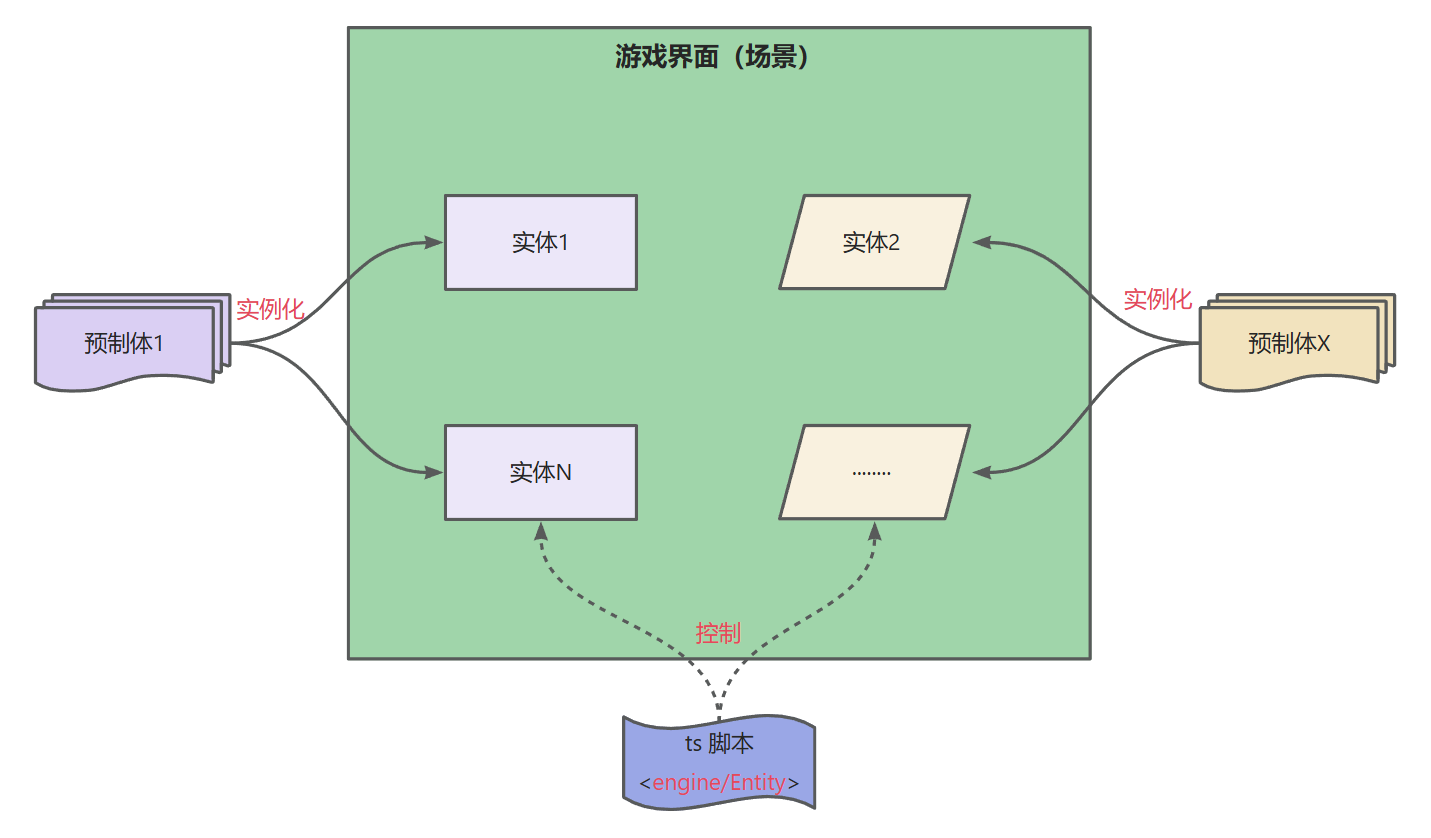 游戏界面（场景）
实体1
实体2
实例化
实例化
预制体1
预制体X
实体N
........
控制
ts 脚本
<engine/Entity>